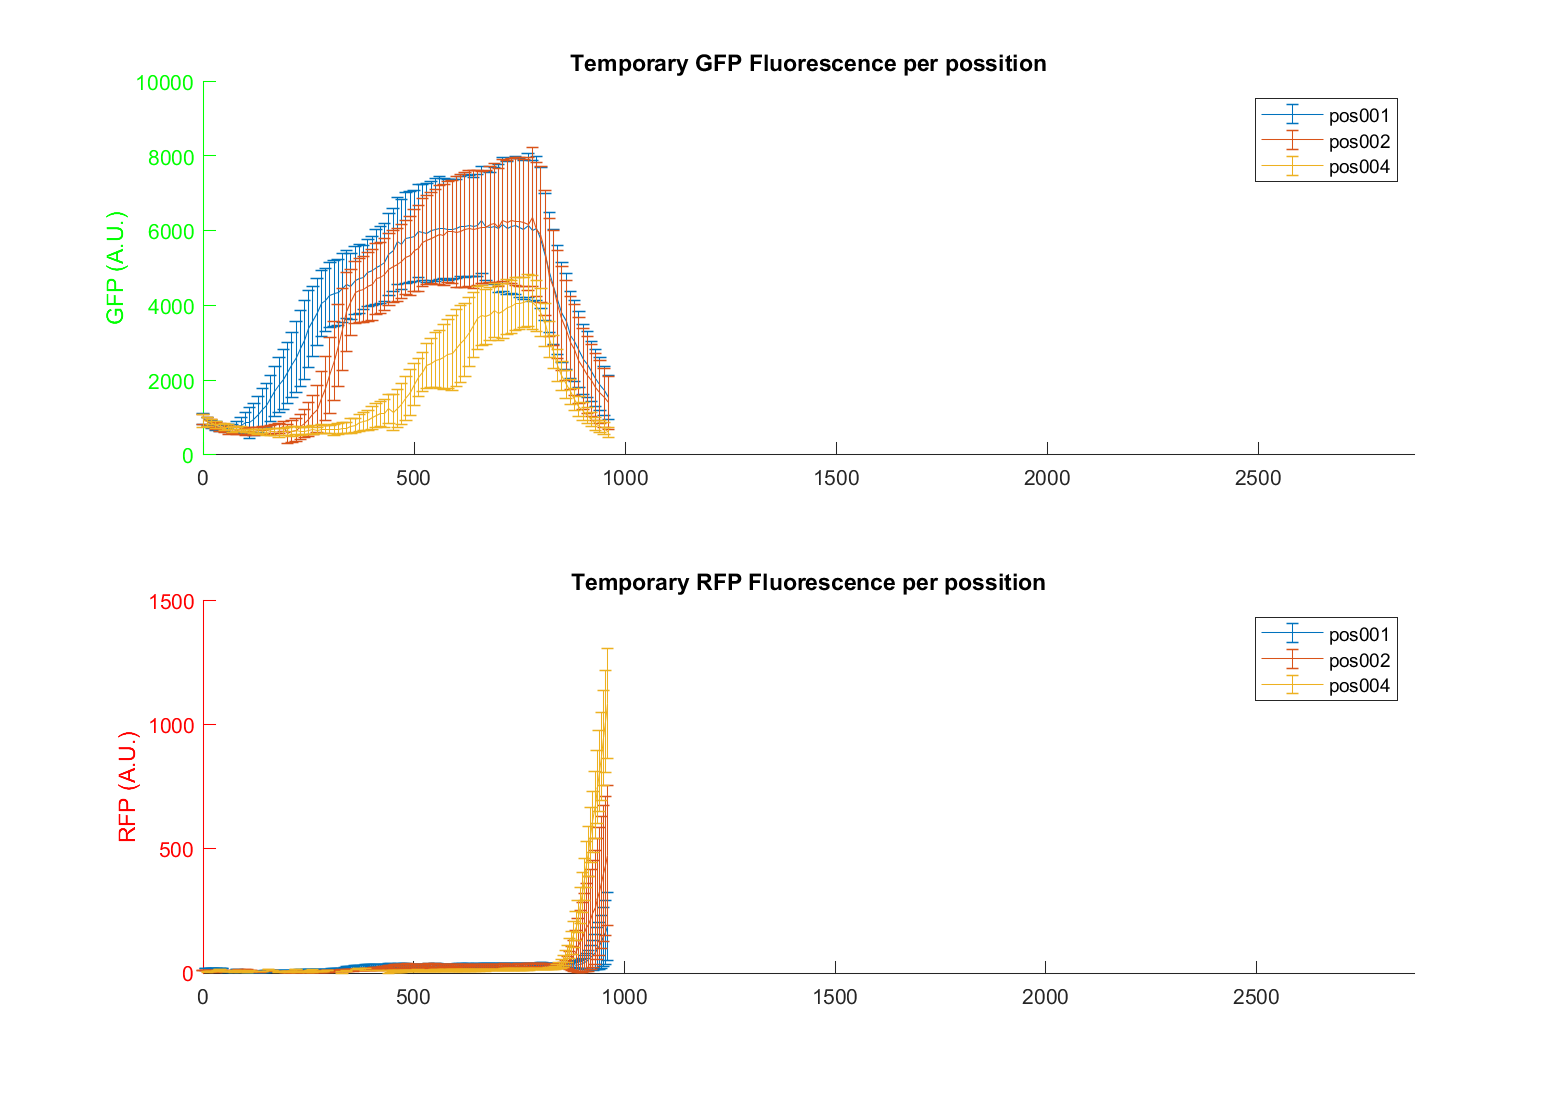 Temporary GFP Fluorescence per possition
GFP (A.U.)
10000
8000
6000
4000
2000
0
0 500 1000 1500 2000 2500
pos001
pos002
pos004
Temporary RFP Fluorescence per possition
RFP (A.U.)
1500
1000
500
0
0 500 1000 1500 2000 2500
pos001
pos002
pos004